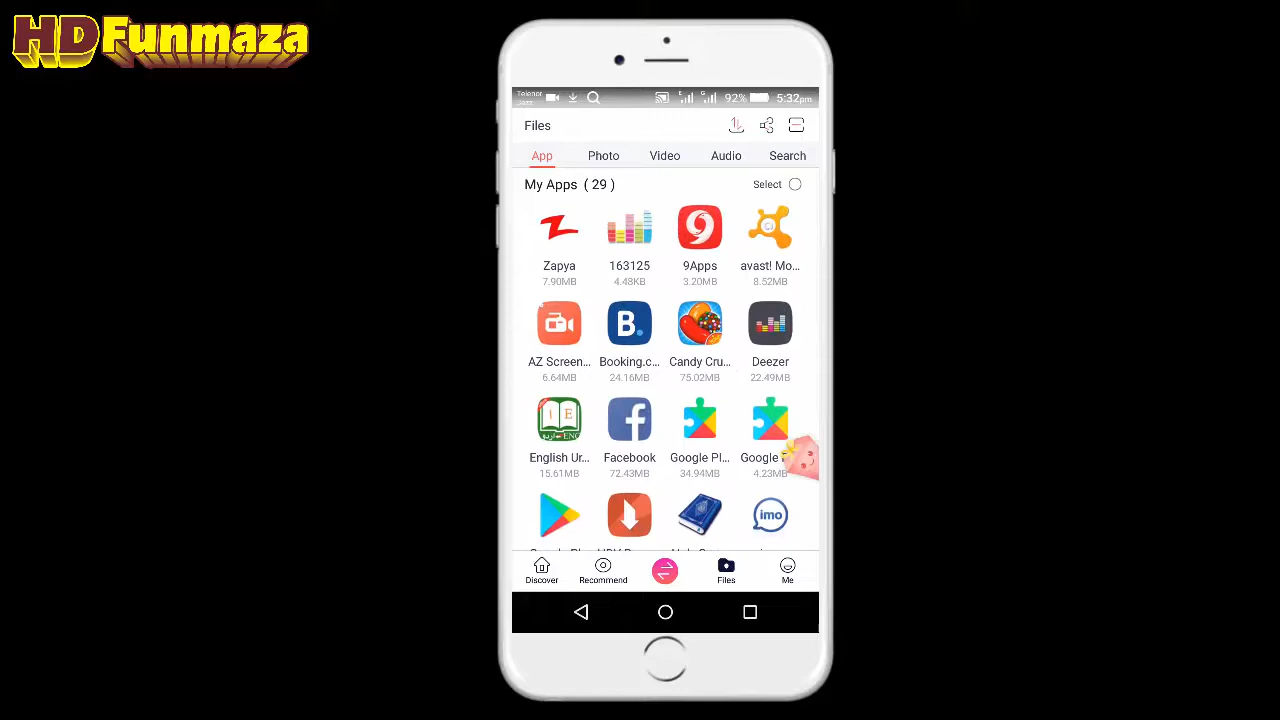 HDFunmaza
Telenor
92% 5:32pm
Files
App Photo Video Audio Search
My Apps ( 29 ) Select
Zapya 163125 9Apps avast! Mo...
7.90MB 4.48KB 3.20MB 8.52MB
B.
AZ Screen... Booking.c... Candy Cru... Deezer
6.64MB 24.16MB 75.02MB 22.49MB
E
اردو ENG
English Ur... Facebook Google Pl... Google
15.61MB 72.43MB 34.94MB 4.23MB
imo
Discover Recommend Files Me